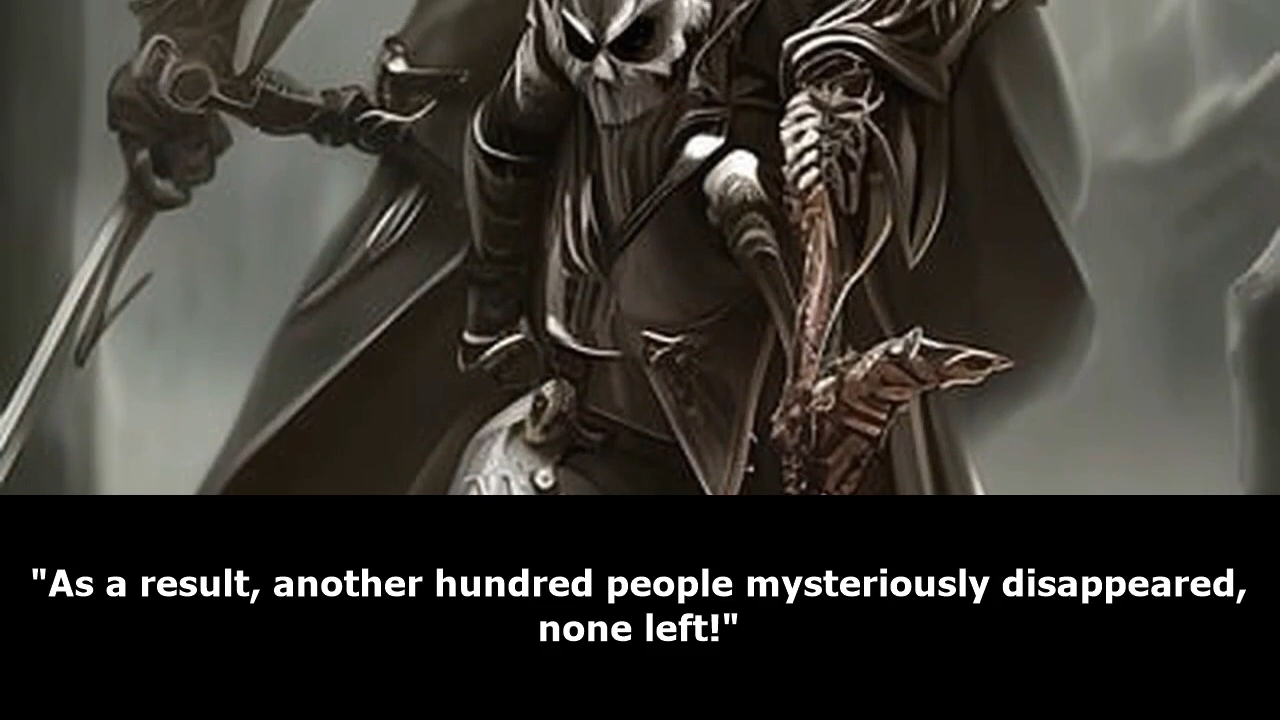 "As a result, another hundred people mysteriously disappeared,
none left!"